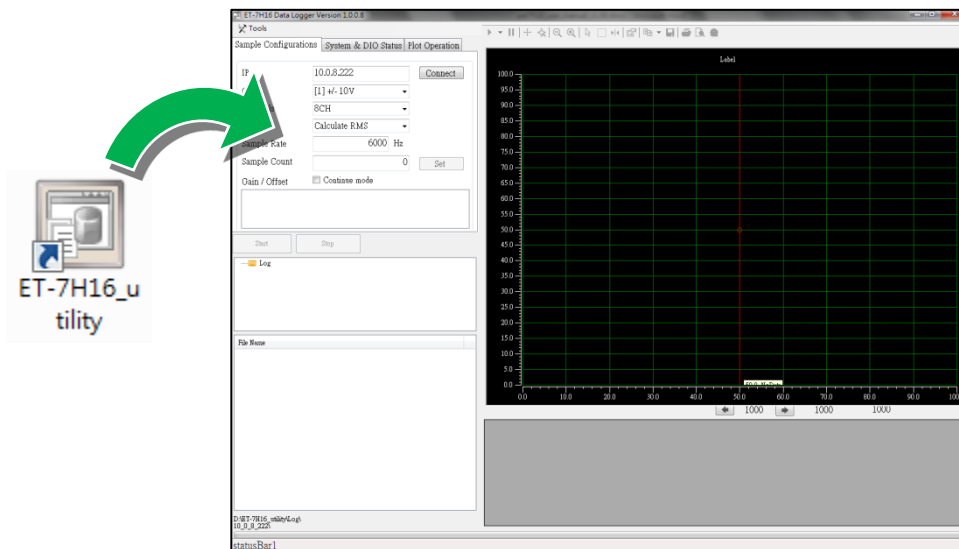 ET-7H16 Data Logger Version 1.0.0.8
Tools
Sample Configurations System & DIO Status Plot Operation
IP 10.0.8.222 Connect
[1] +/- 10V
8CH
Calculate RMS
Sample Rate 6000 Hz
Sample Count 0 Set
Gain / Offset Continue mode
Start Stop
Log
File Name
D:\ET-7H16_utility\Log\
10_0_8_222\
statusBar1
ET-7H16_u
tility
Label
100.0
95.0
90.0
85.0
80.0
75.0
70.0
65.0
60.0
55.0
50.0
45.0
40.0
35.0
30.0
25.0
20.0
15.0
10.0
5.0
0.0
0.0 10.0 20.0 30.0 40.0 50.0 60.0 70.0 80.0 90.0 100
1000 1000 1000